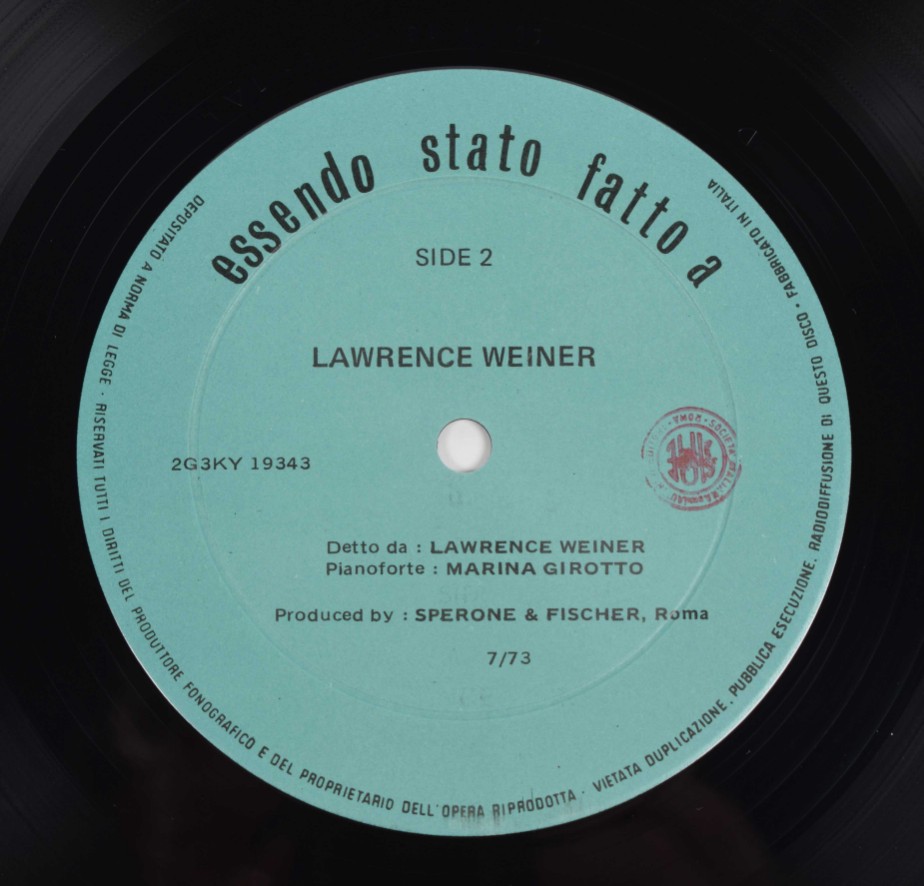 essendo stato fatto a
SIDE 2
LAWRENCE WEINER
2G3KY 19343
Detto da : LAWRENCE WEINER
Pianoforte : MARINA GIROTTO
Produced by : SPERONE & FISCHER, Roma
7/73
DEPOSITATO A NORMA DI LEGGE · RISERVATI TUTTI I DIRITTI DEL PRODUTTORE FONOGRAFICO E DEL PROPRIETARIO DELL'OPERA RIPRODOTTA · VIETATA DUPLICAZIONE. PUBBLICA ESECUZIONE. RADIODIFFUSIONE DI QUESTO DISCO · FABBRICATO IN ITALIA
ROMA · SOCIETÀ